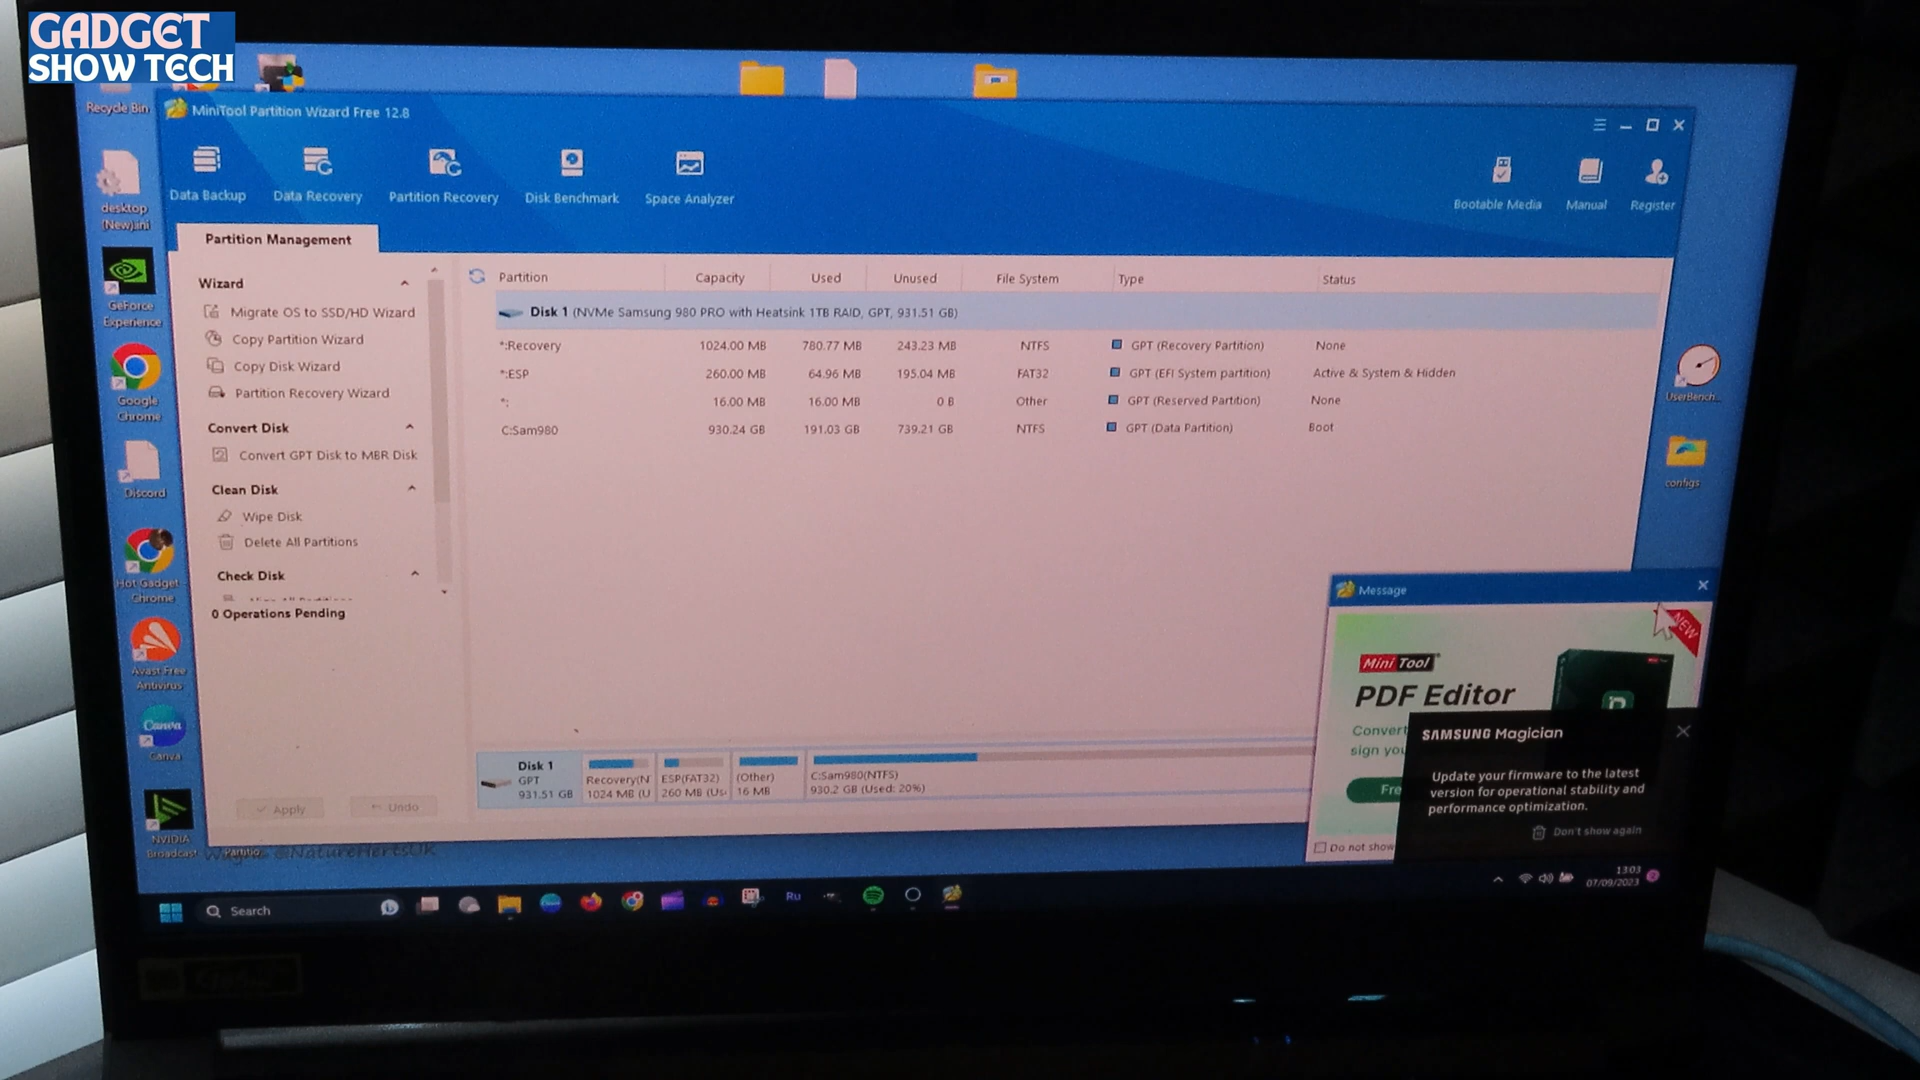 GADGET
SHOW TECH
Recycle Bin
MiniTool Partition Wizard Free 12.8
Data Backup
Data Recovery
Partition Recovery
Disk Benchmark
Space Analyzer
Bootable Media
Manual
Register
desktop
(New)ani
GeForce
Experience
Google
Chrome
Discord
Hot Gadget
Chrome
Avast Free
Antivirus
Canva
Canva
NVIDIA
Broadcast
Partition Management
Wizard
Migrate OS to SSD/HD Wizard
Copy Partition Wizard
Copy Disk Wizard
Partition Recovery Wizard
Convert Disk
Convert GPT Disk to MBR Disk
Clean Disk
Wipe Disk
Delete All Partitions
Check Disk
0 Operations Pending
Apply
Undo
Partition Capacity Used Unused File System Type Status
Disk 1 (NVMe Samsung 980 PRO with Heatsink 1TB RAID, GPT, 931.51 GB)
*:Recovery 1024.00 MB 780.77 MB 243.23 MB NTFS GPT (Recovery Partition) None
*:ESP 260.00 MB 64.96 MB 195.04 MB FAT32 GPT (EFI System partition) Active & System & Hidden
*: 16.00 MB 16.00 MB 0 B Other GPT (Reserved Partition) None
C:Sam980 930.24 GB 191.03 GB 739.21 GB NTFS GPT (Data Partition) Boot
UserBench...
configs
Disk 1
GPT
931.51 GB
Recovery(N
1024 MB (U
ESP(FAT32)
260 MB (Us
(Other)
16 MB
C:Sam980(NTFS)
930.2 GB (Used: 20%)
Message
NEW
Mini Tool
PDF Editor
Convert
sign you
Fre
Do not show
SAMSUNG Magician
Update your firmware to the latest
version for operational stability and
performance optimization.
Don't show again
Partitio
@NatureHertsUK
Search
Ru
13:03
07/09/2023
2